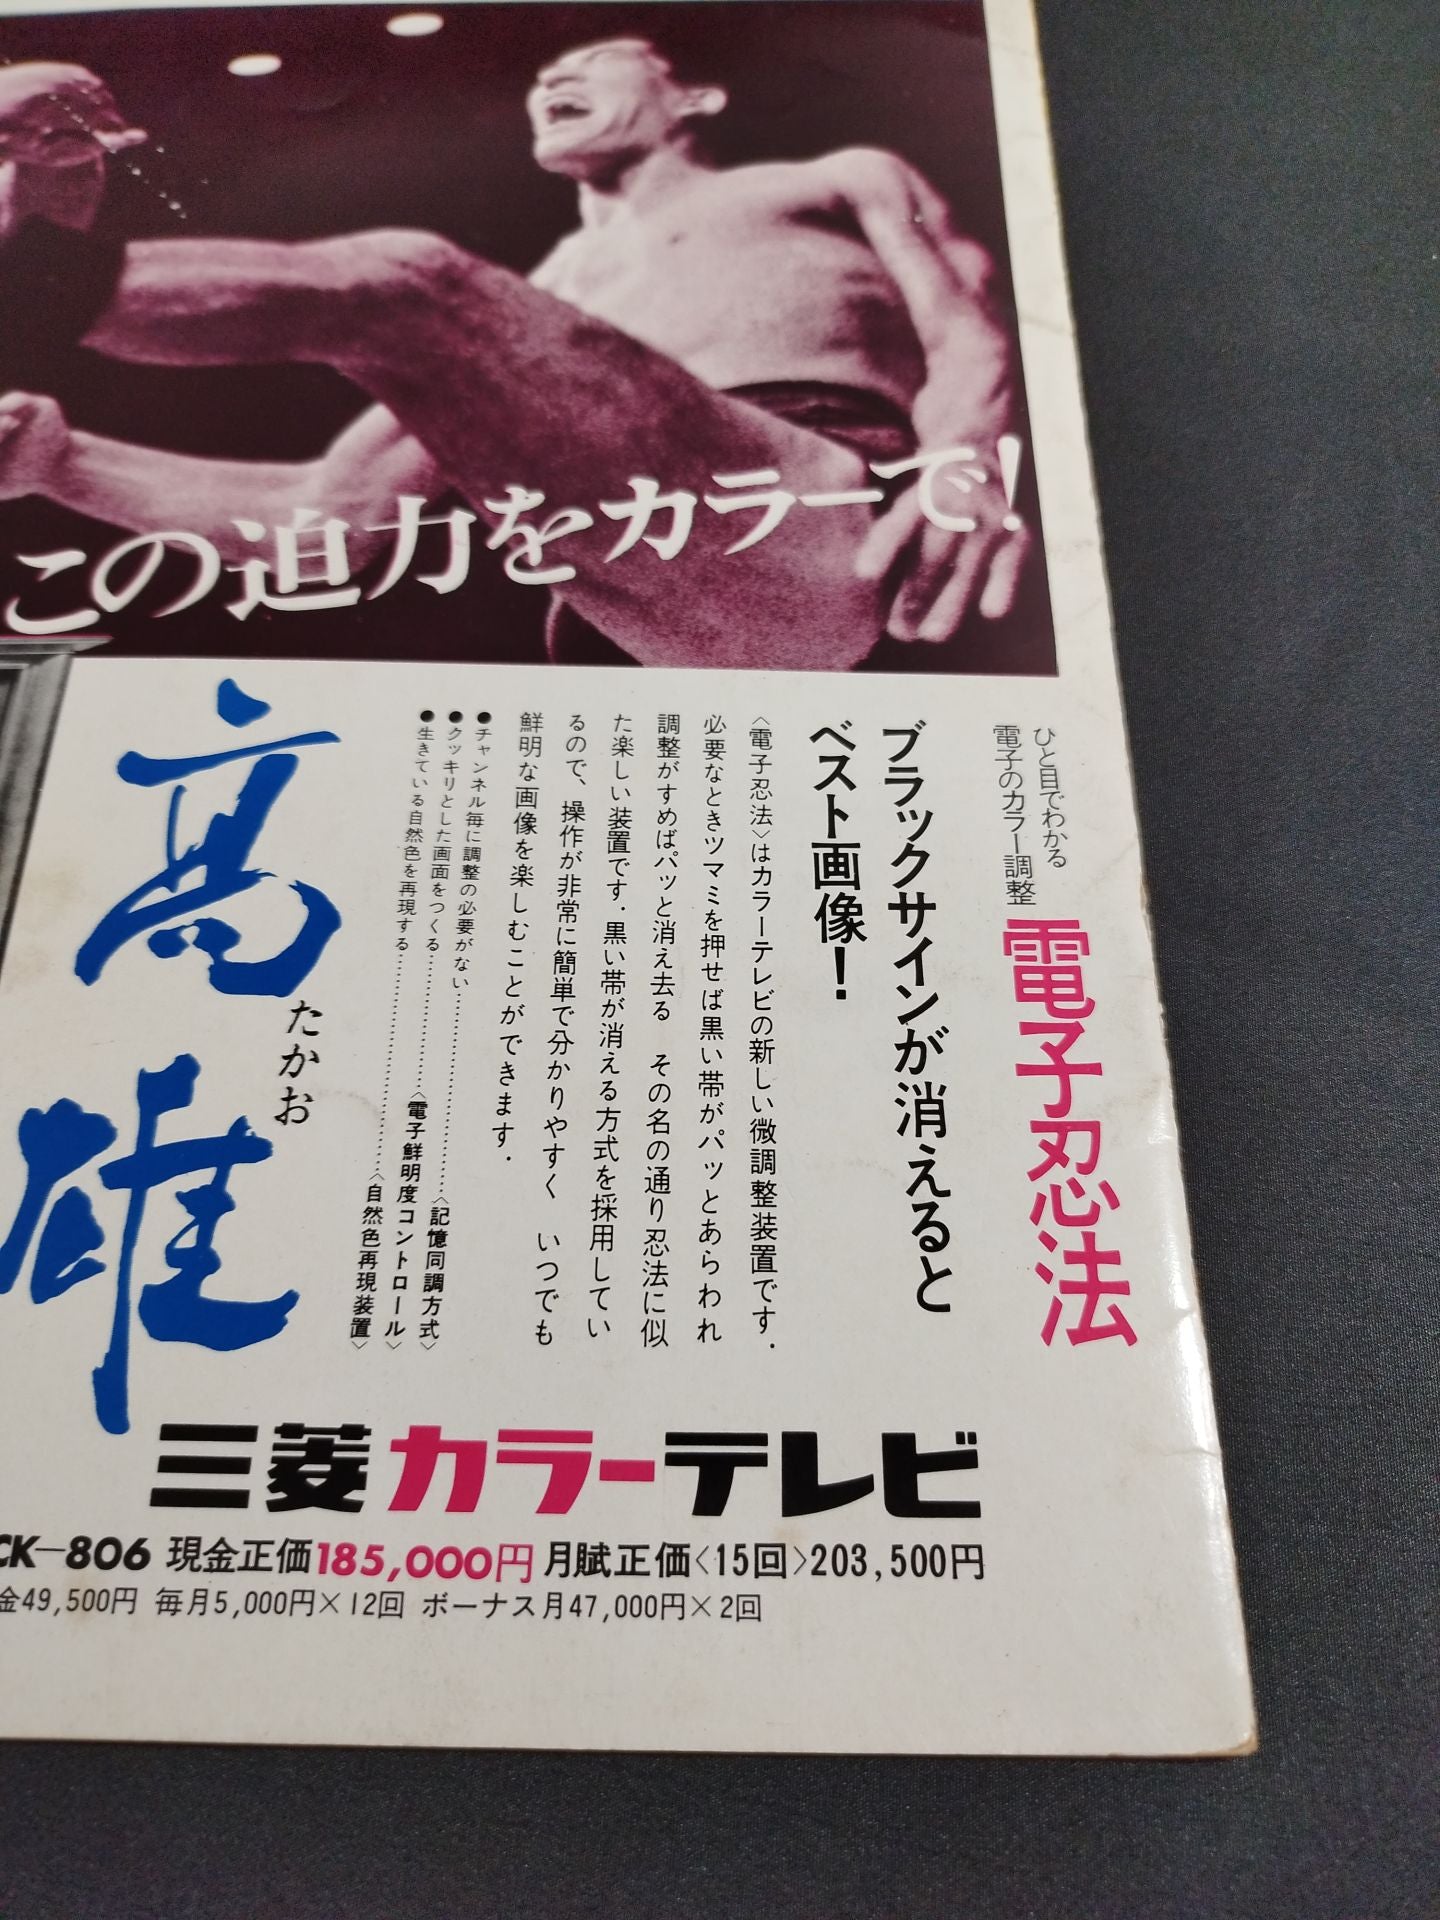 この迫力をカラーで!
ひと目でわかる
電子のカラー調整
電子忍法
ブラックサインが消えると
ベスト画像!
〈電子忍法〉はカラーテレビの新しい微調整装置です.
必要なときツマミを押せば黒い帯がパッとあらわれ
調整がすめばパッと消え去る その名の通り忍法に似
た楽しい装置です.黒い帯が消える方式を採用してい
るので、操作が非常に簡単で分かりやすく いつでも
鮮明な画像を楽しむことができます.
●チャンネル毎に調整の必要がない……………〈記憶同調方式〉
●クッキリとした画面をつくる……………〈電子鮮明度コントロール〉
●生きている自然色を再現する……………〈自然色再現装置〉
高雄
たかお
三菱カラーテレビ
CK-806 現金正価185,000円 月賦正価〈15回〉203,500円
金49,500円 毎月5,000円×12回 ボーナス月47,000円×2回